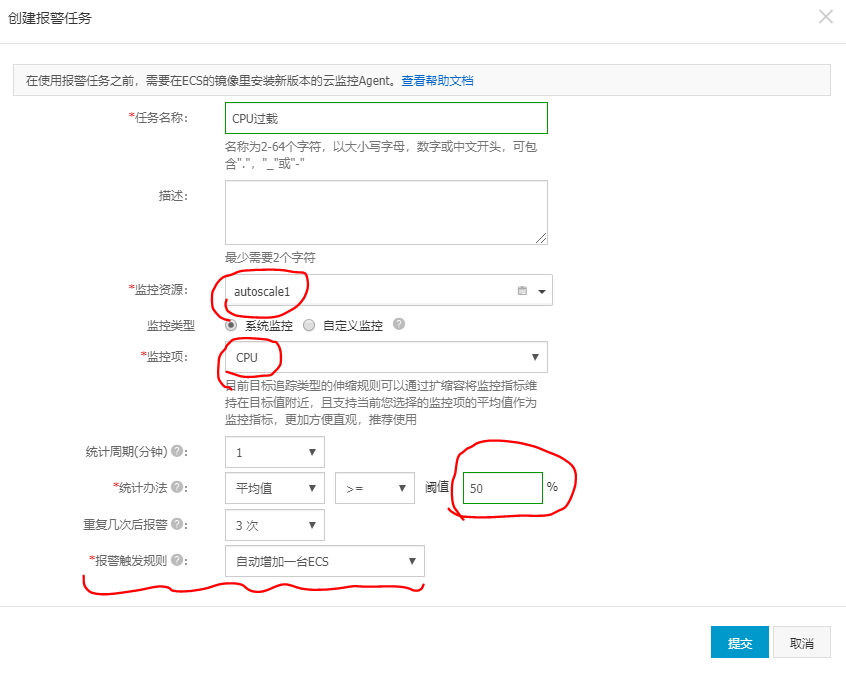 创建报警任务
在使用报警任务之前，需要在ECS的镜像里安装新版本的云监控Agent。查看帮助文档
*任务名称： CPU过载
名称为2-64个字符，以大小写字母，数字或中文开头，可包
含"."，"_"或"-"
描述：
最少需要2个字符
*监控资源： autoscale1
监控类型 系统监控 自定义监控 ?
*监控项： CPU
目前目标追踪类型的伸缩规则可以通过扩缩容将监控指标维
持在目标值附近，且支持当前您选择的监控项的平均值作为
监控指标，更加方便直观，推荐使用
统计周期(分钟) ?： 1
*统计办法 ?： 平均值 >= 阈值 50 %
重复几次后报警 ?： 3 次
*报警触发规则 ?： 自动增加一台ECS
提交 取消